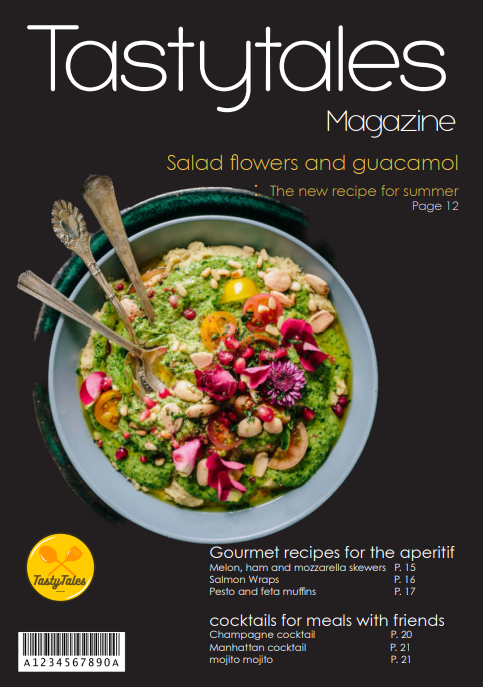 Tastytales
Magazine
Salad flowers and guacamol
: The new recipe for summer
Page 12
Gourmet recipes for the aperitif
Melon, ham and mozzarella skewers P. 15
Salmon Wraps P. 16
Pesto and feta muffins P. 17
TastyTales
cocktails for meals with friends
Champagne cocktail P. 20
Manhattan cocktail P. 21
mojito mojito P. 21
A1234567890A